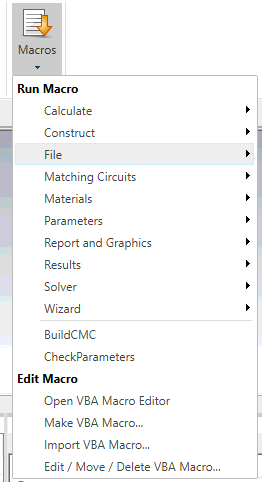 Macros
Run Macro
Calculate
Construct
File
Matching Circuits
Materials
Parameters
Report and Graphics
Results
Solver
Wizard
BuildCMC
CheckParameters
Edit Macro
Open VBA Macro Editor
Make VBA Macro...
Import VBA Macro...
Edit / Move / Delete VBA Macro...